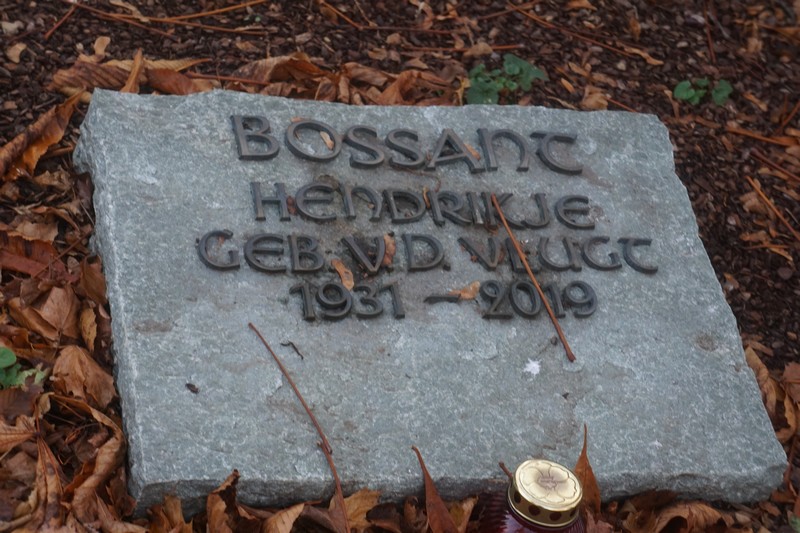 BOSSANT
HENDRIKJE
GEB. V.D. VLUGT
1931 – 2019